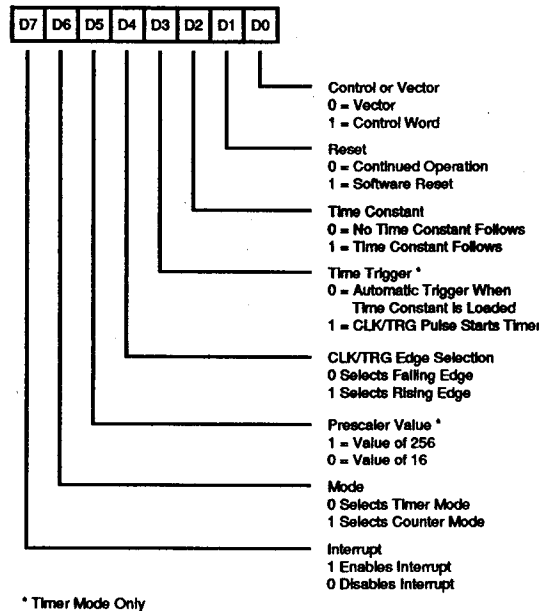 D7 D6 D5 D4 D3 D2 D1 D0
Control or Vector
0 = Vector
1 = Control Word
Reset
0 = Continued Operation
1 = Software Reset
Time Constant
0 = No Time Constant Follows
1 = Time Constant Follows
Time Trigger *
0 = Automatic Trigger When
Time Constant is Loaded
1 = CLK/TRG Pulse Starts Timer
CLK/TRG Edge Selection
0 Selects Falling Edge
1 Selects Rising Edge
Prescaler Value *
1 = Value of 256
0 = Value of 16
Mode
0 Selects Timer Mode
1 Selects Counter Mode
Interrupt
1 Enables Interrupt
0 Disables Interrupt
* Timer Mode Only